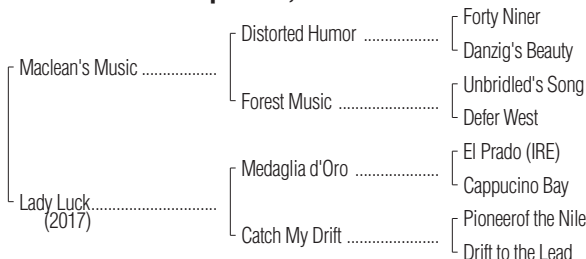 Forty Niner
Distorted Humor ..................
Danzig's Beauty
Maclean's Music .................
Unbridled's Song
Forest Music ........................
Defer West
El Prado (IRE)
Medaglia d'Oro ....................
Cappucino Bay
Lady Luck............................
(2017)
Pioneerof the Nile
Catch My Drift ......................
Drift to the Lead